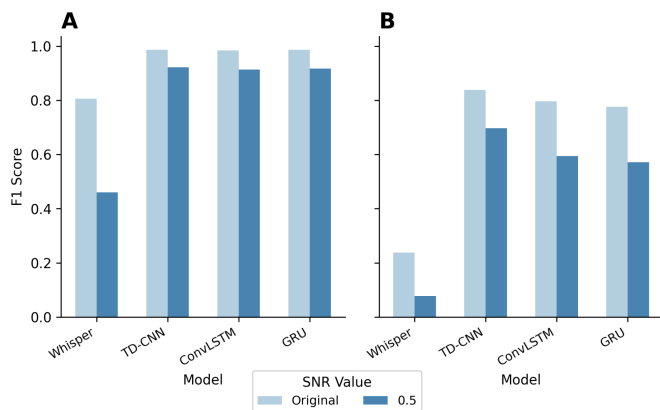 A
B
1.0
0.8
0.6
0.4
0.2
0.0
F1 Score
Whisper
TD-CNN
ConvLSTM
GRU
Whisper
TD-CNN
ConvLSTM
GRU
Model
Model
SNR Value
Original
0.5